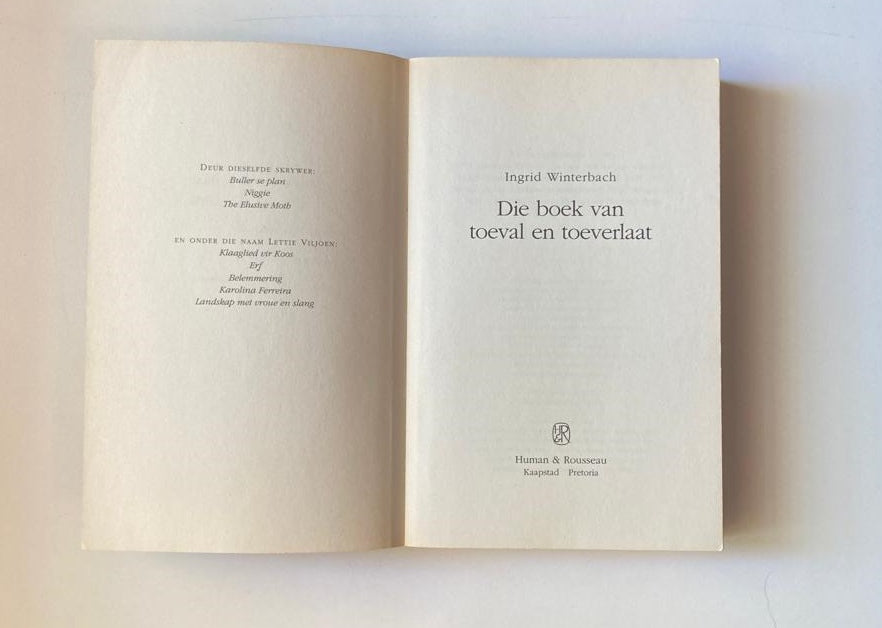 DEUR DIESELFDE SKRYWER:
Buller se plan
Niggie
The Elusive Moth
EN ONDER DIE NAAM LETTIE VILJOEN:
Klaaglied vir Koos
Erf
Belemmering
Karolina Ferreira
Landskap met vroue en slang
Ingrid Winterbach
Die boek van
toeval en toeverlaat
H&R
Human & Rousseau
Kaapstad Pretoria